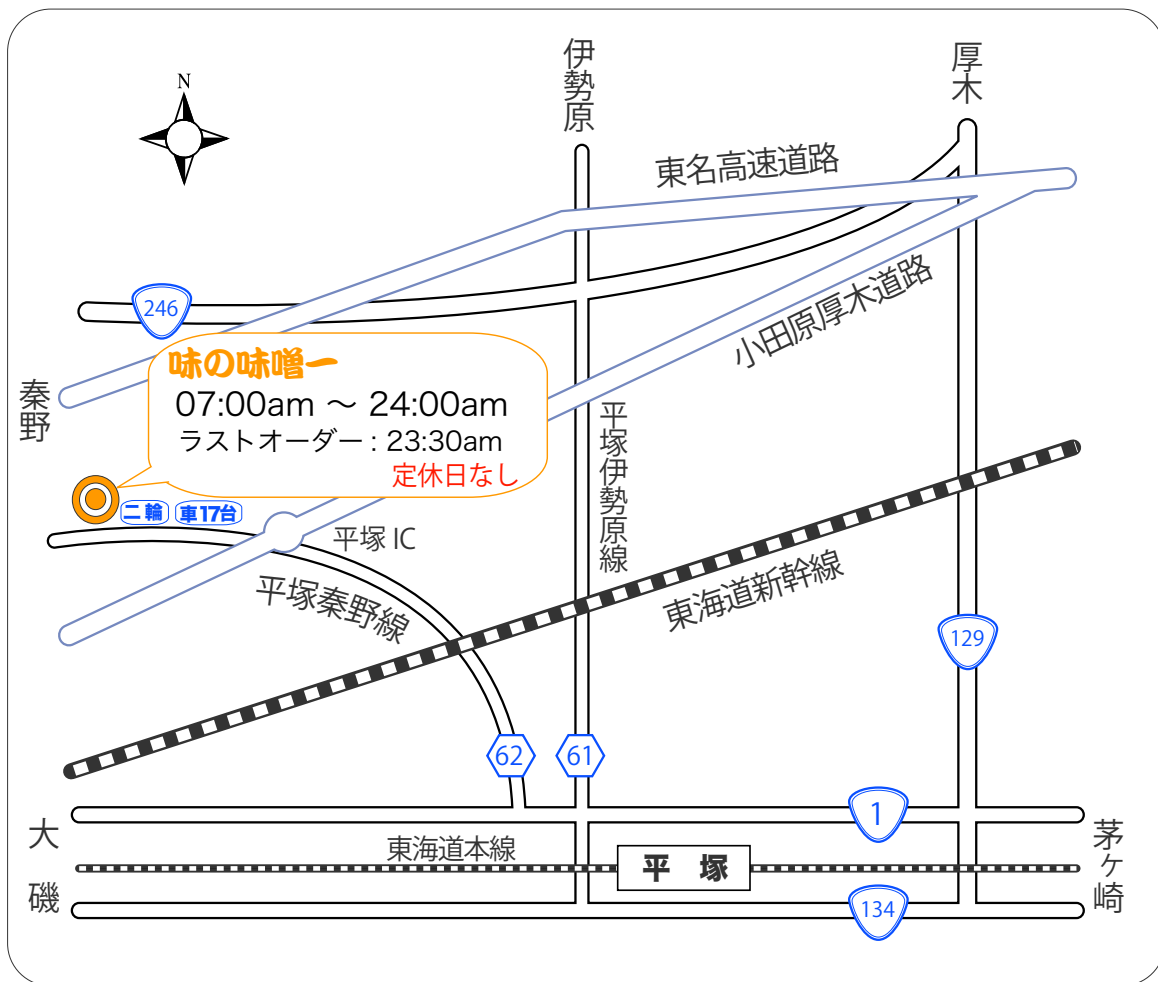 N
伊勢原
厚木
東名高速道路
246
小田原厚木道路
味の味噌一
07:00am ～ 24:00am
ラストオーダー : 23:30am
定休日なし
秦野
平塚伊勢原線
二輪 車17台
平塚 IC
平塚秦野線
東海道新幹線
129
62
61
1
大磯
東海道本線
平塚
茅ヶ崎
134